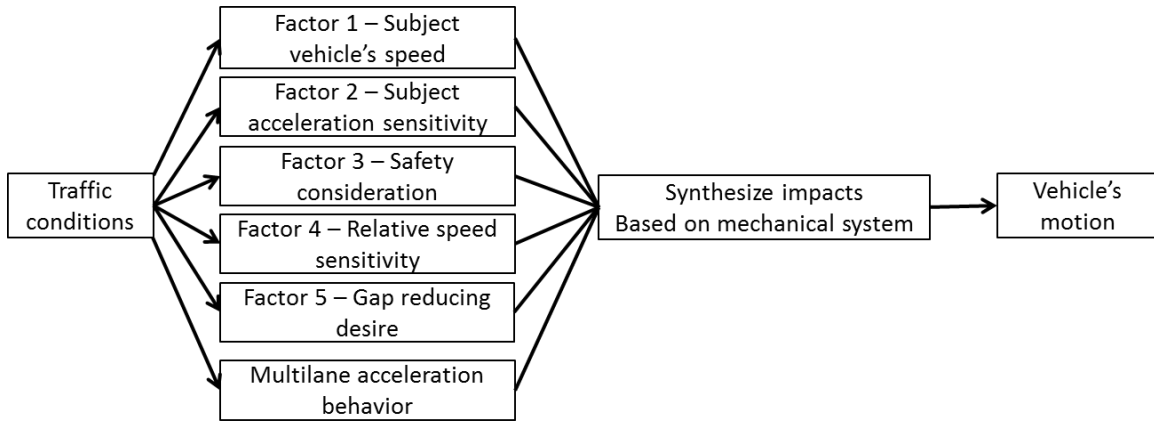 Traffic
conditions
Factor 1 – Subject
vehicle's speed
Factor 2 – Subject
acceleration sensitivity
Factor 3 – Safety
consideration
Factor 4 – Relative speed
sensitivity
Factor 5 – Gap reducing
desire
Multilane acceleration
behavior
Synthesize impacts
Based on mechanical system
Vehicle's
motion